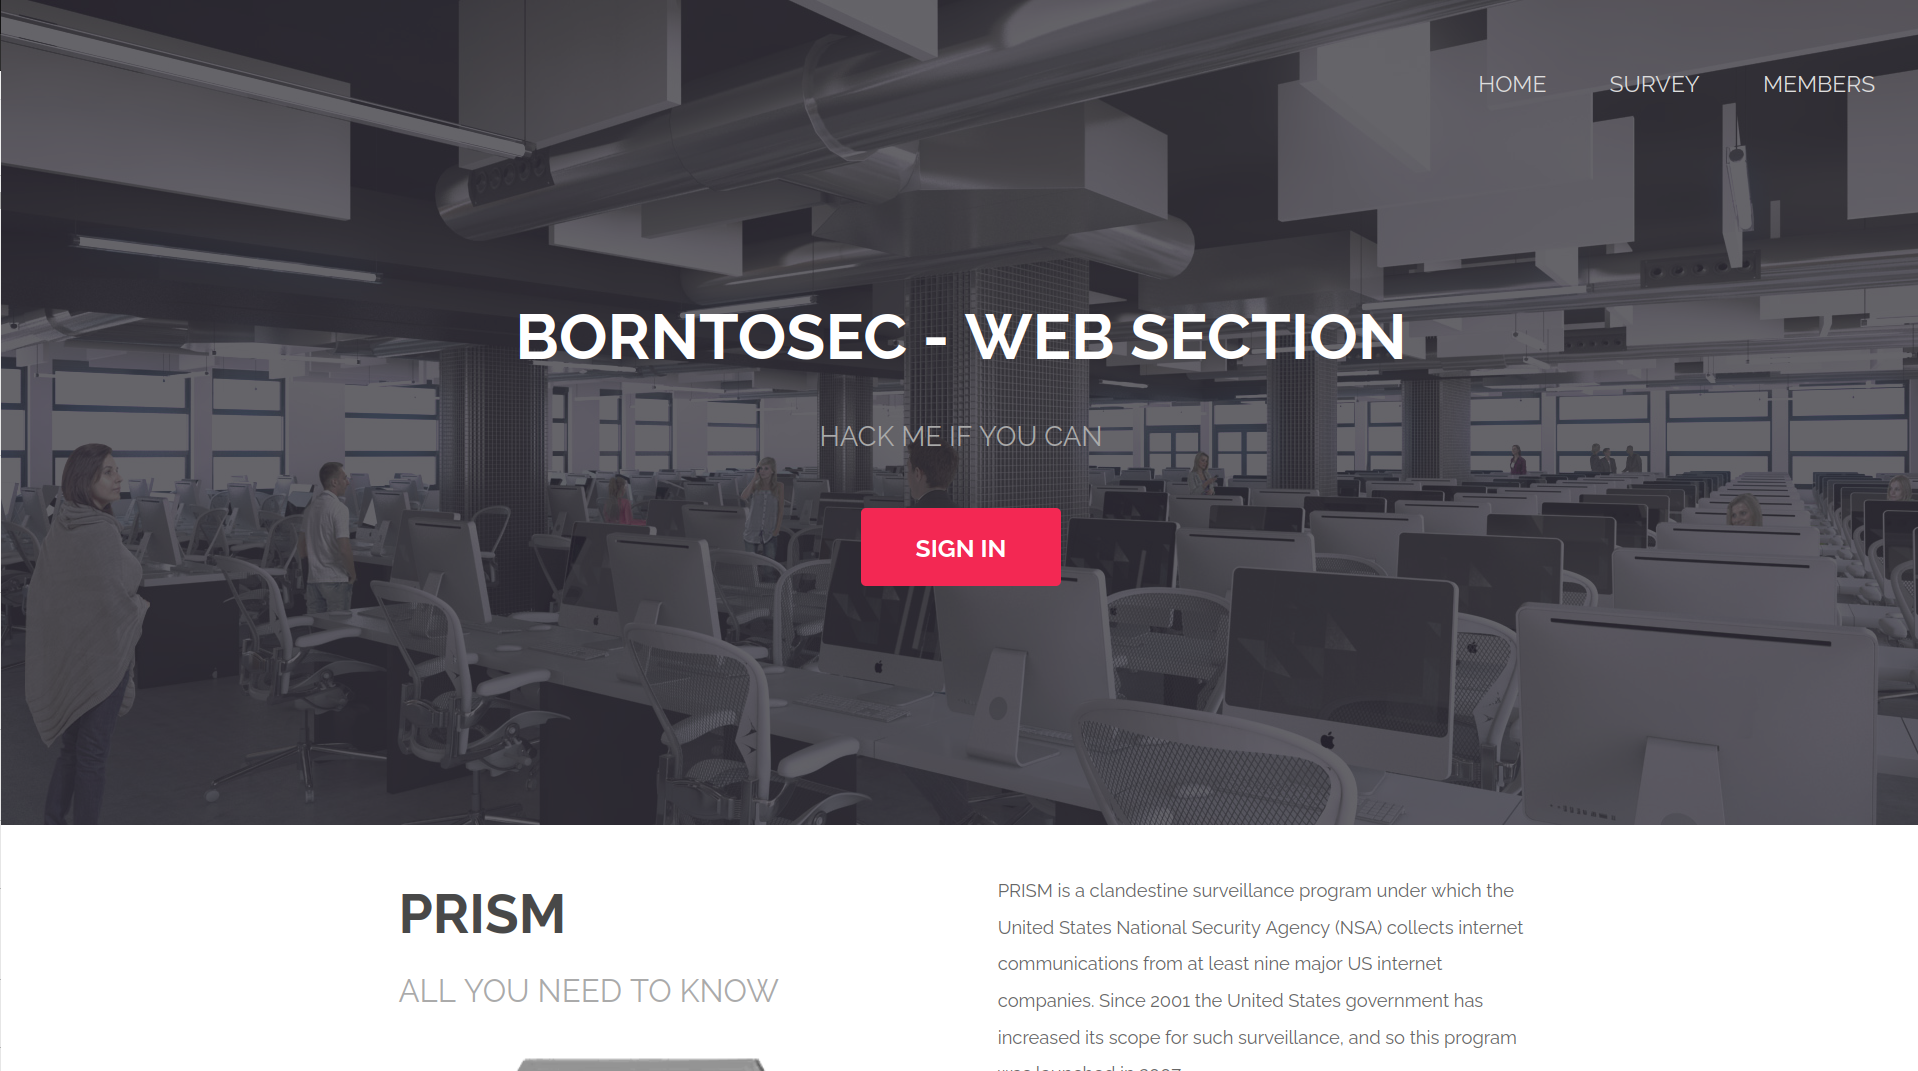 HOME SURVEY MEMBERS
BORNTOSEC - WEB SECTION
HACK ME IF YOU CAN
SIGN IN
PRISM
ALL YOU NEED TO KNOW
PRISM is a clandestine surveillance program under which the
United States National Security Agency (NSA) collects internet
communications from at least nine major US internet
companies. Since 2001 the United States government has
increased its scope for such surveillance, and so this program